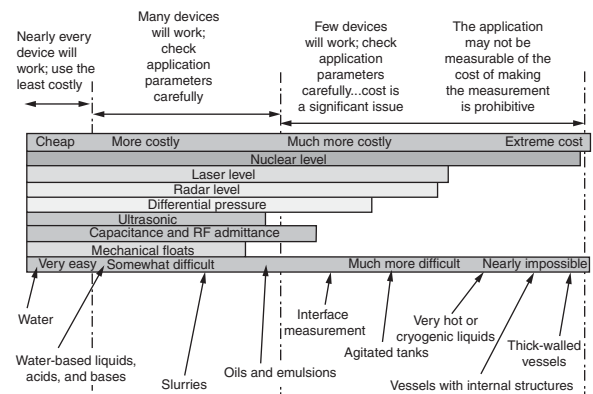 Nearly every
device will
work; use the
least costly
Many devices
will work;
check
application
parameters
carefully
Few devices
will work; check
application
parameters
carefully...cost is
a significant issue
The application
may not be
measurable of the
cost of making
the measurement
is prohibitive
Cheap More costly Much more costly Extreme cost
Nuclear level
Laser level
Radar level
Differential pressure
Ultrasonic
Capacitance and RF admittance
Mechanical floats
Very easy Somewhat difficult Much more difficult Nearly impossible
Water
Water-based liquids,
acids, and bases
Slurries
Oils and emulsions
Interface
measurement
Agitated tanks
Very hot or
cryogenic liquids
Vessels with internal structures
Thick-walled
vessels